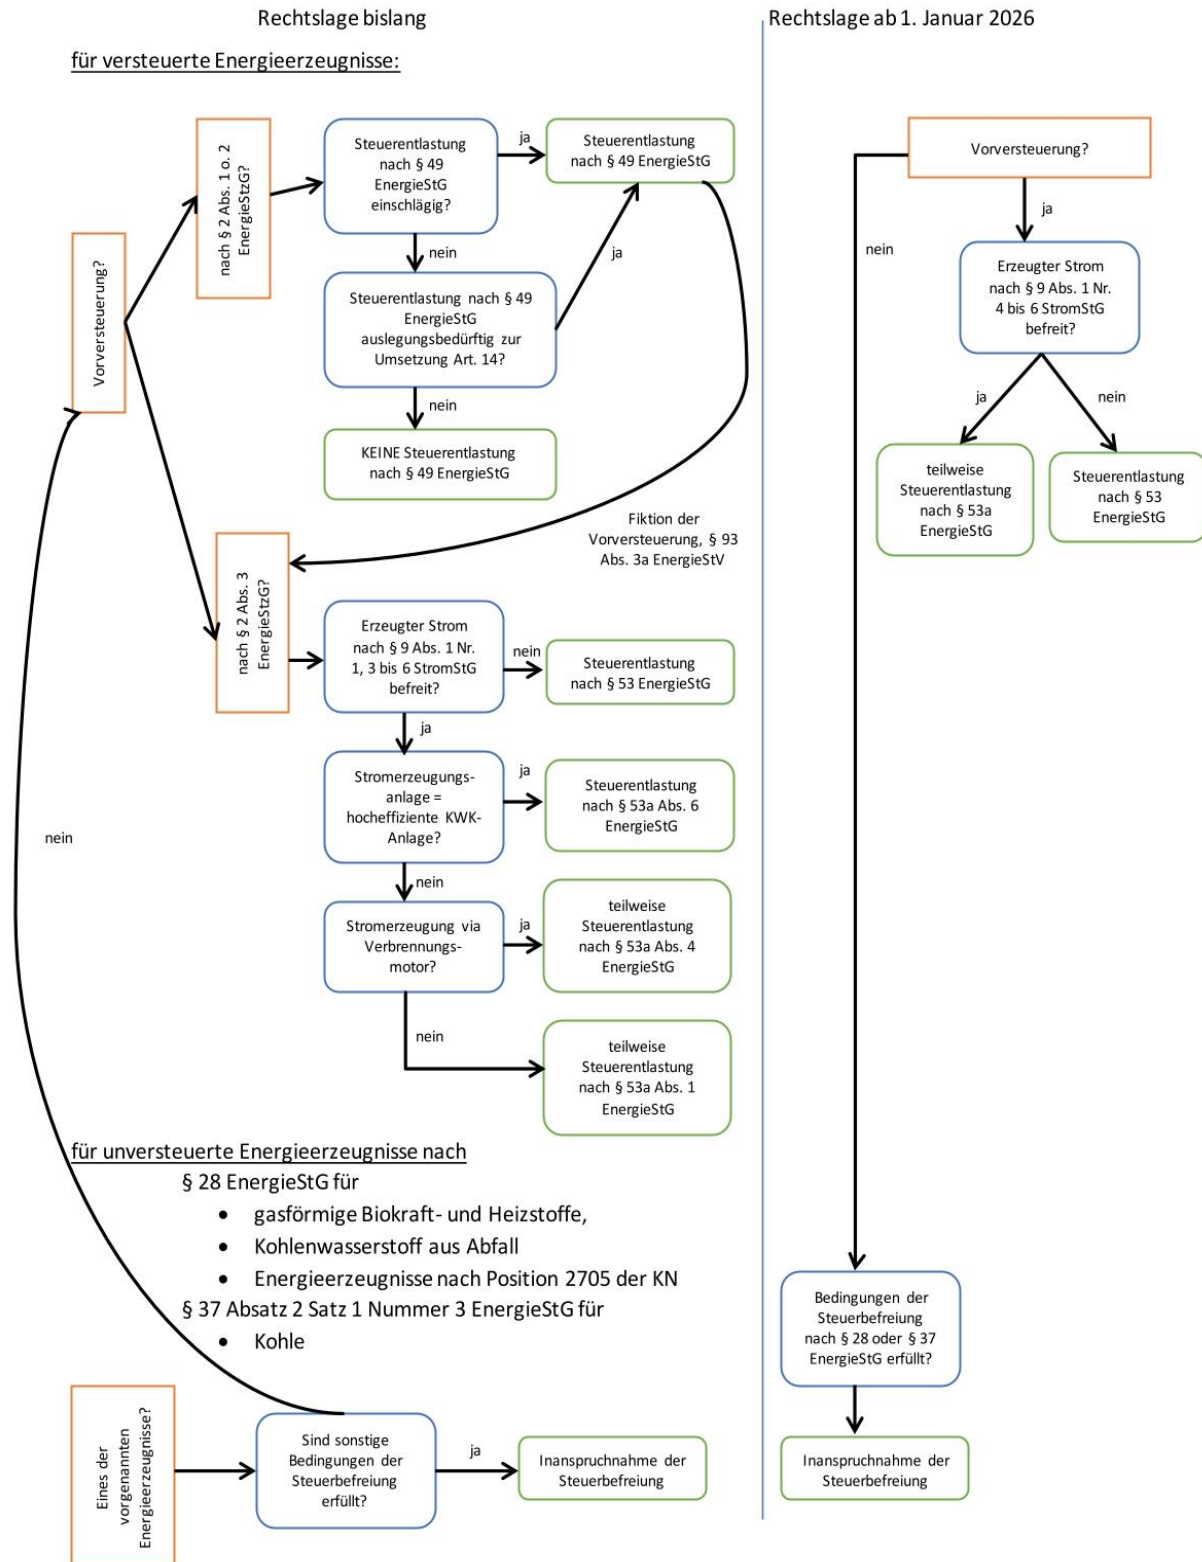 Rechtslage bislang
für versteuerte Energieerzeugnisse:
Vorversteuerung?
nach § 2 Abs. 1 o. 2
EnergieStzG?
Steuerentlastung
nach § 49
EnergieStG
einschlägig?
ja
Steuerentlastung
nach § 49 EnergieStG
nein
ja
Steuerentlastung nach § 49
EnergieStG
auslegungsbedürftig zur
Umsetzung Art. 14?
nein
KEINE Steuerentlastung
nach § 49 EnergieStG
Fiktion der
Vorversteuerung, § 93
Abs. 3a EnergieStV
nach § 2 Abs. 3
EnergieStzG?
Erzeugter Strom
nach § 9 Abs. 1 Nr.
1, 3 bis 6 StromStG
befreit?
nein
Steuerentlastung
nach § 53 EnergieStG
ja
Stromerzeugungs-
anlage =
hocheffiziente KWK-
Anlage?
ja
Steuerentlastung
nach § 53a Abs. 6
EnergieStG
nein
nein
Stromerzeugung via
Verbrennungs-
motor?
ja
teilweise
Steuerentlastung
nach § 53a Abs. 4
EnergieStG
nein
teilweise
Steuerentlastung
nach § 53a Abs. 1
EnergieStG
für unversteuerte Energieerzeugnisse nach
§ 28 EnergieStG für
• gasförmige Biokraft- und Heizstoffe,
• Kohlenwasserstoff aus Abfall
• Energieerzeugnisse nach Position 2705 der KN
§ 37 Absatz 2 Satz 1 Nummer 3 EnergieStG für
• Kohle
Eines der
vorgenannten
Energieerzeugnisse?
Sind sonstige
Bedingungen der
Steuerbefreiung
erfüllt?
ja
Inanspruchnahme der
Steuerbefreiung
Rechtslage ab 1. Januar 2026
Vorversteuerung?
ja
nein
Erzeugter Strom
nach § 9 Abs. 1 Nr.
4 bis 6 StromStG
befreit?
ja
nein
teilweise
Steuerentlastung
nach § 53a
EnergieStG
Steuerentlastung
nach § 53
EnergieStG
Bedingungen der
Steuerbefreiung
nach § 28 oder § 37
EnergieStG erfüllt?
Inanspruchnahme der
Steuerbefreiung